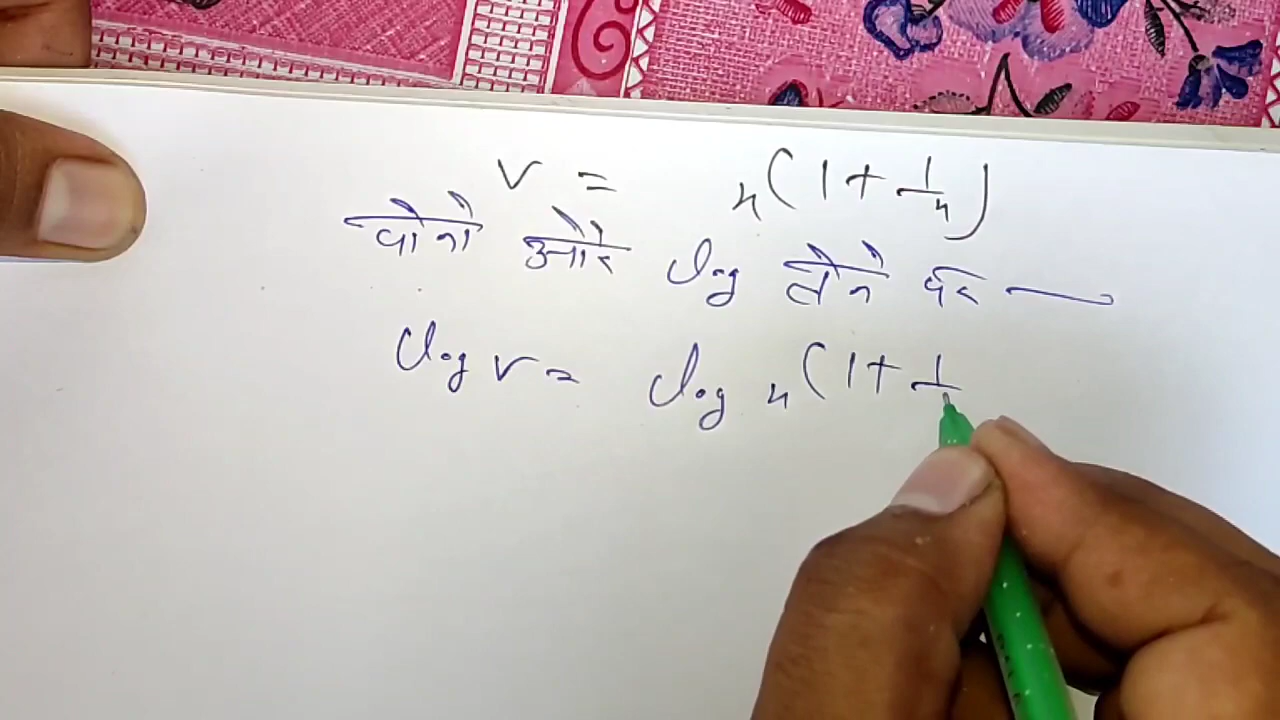 v = x(1 + 1/x)
दोनो ओर log लेने पर —
log v = log x(1 + 1/